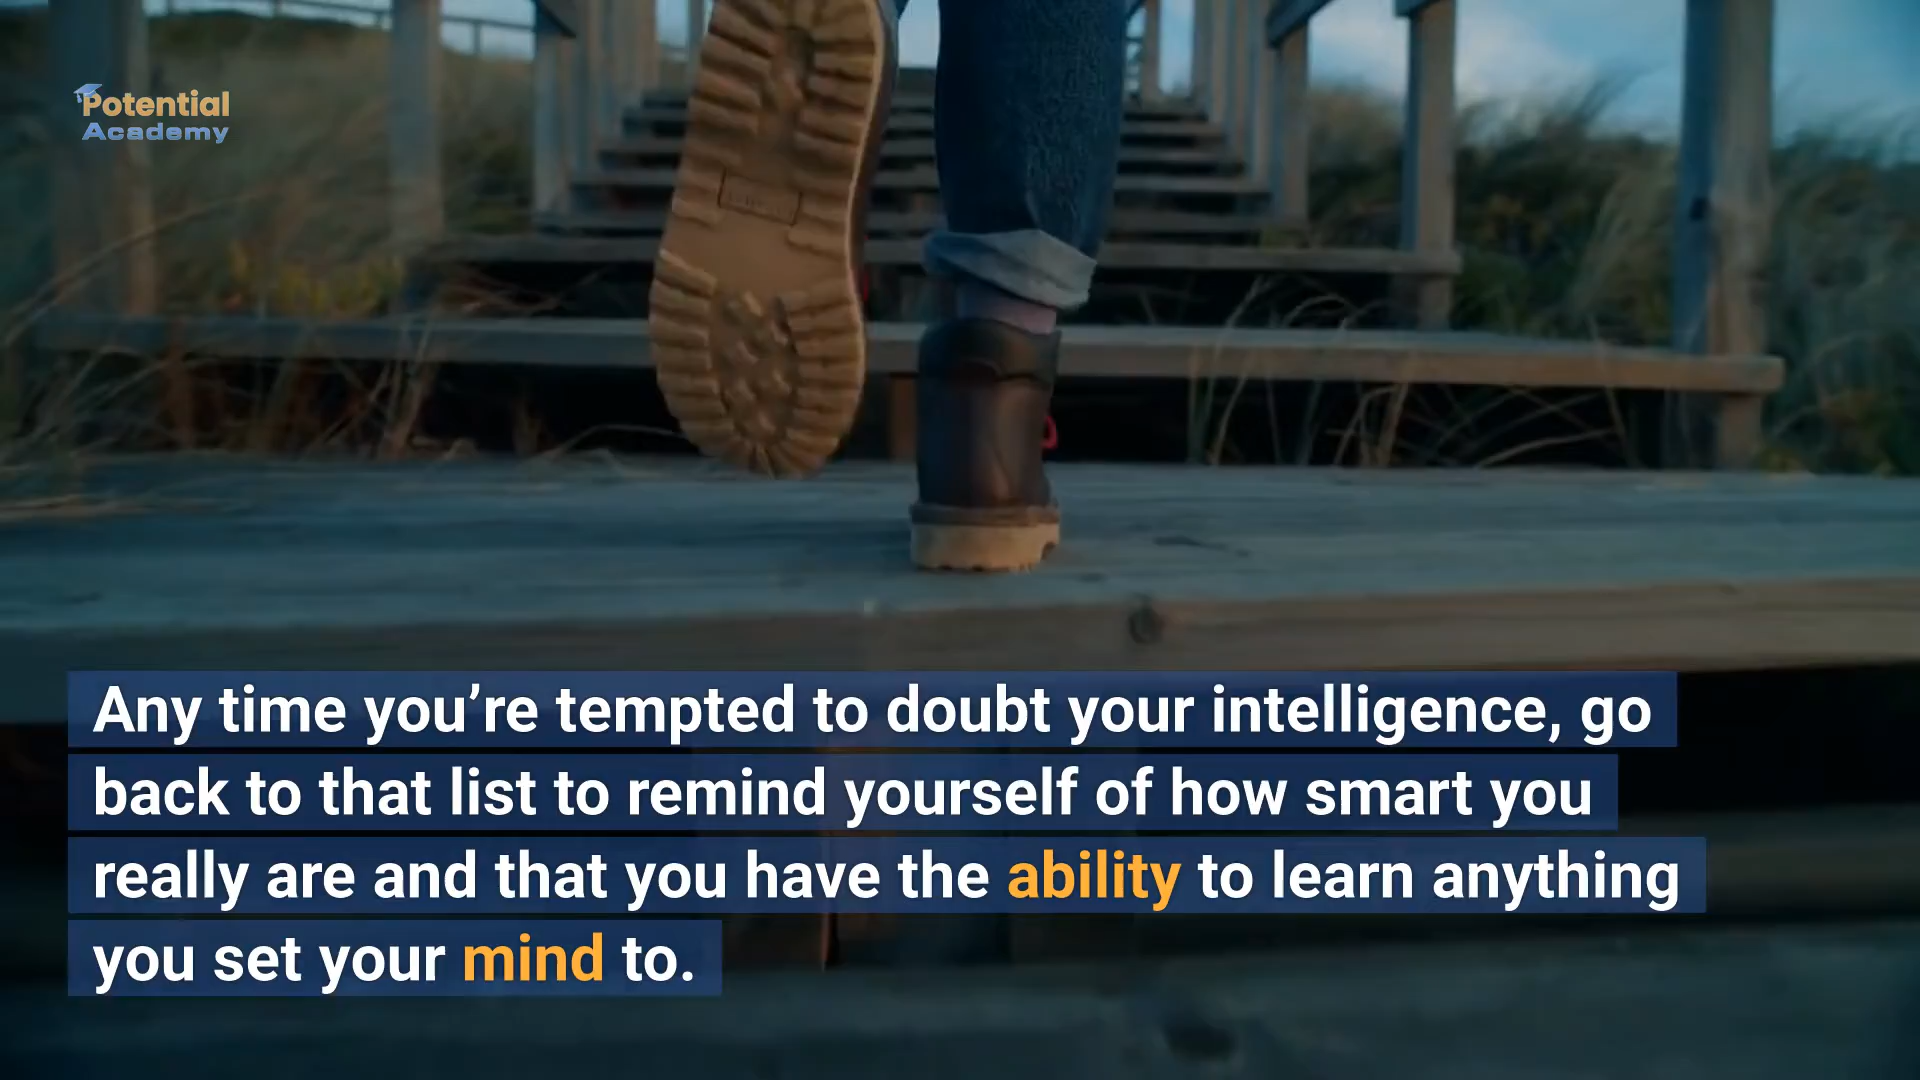 Potential
Academy
Any time you’re tempted to doubt your intelligence, go
back to that list to remind yourself of how smart you
really are and that you have the ability to learn anything
you set your mind to.